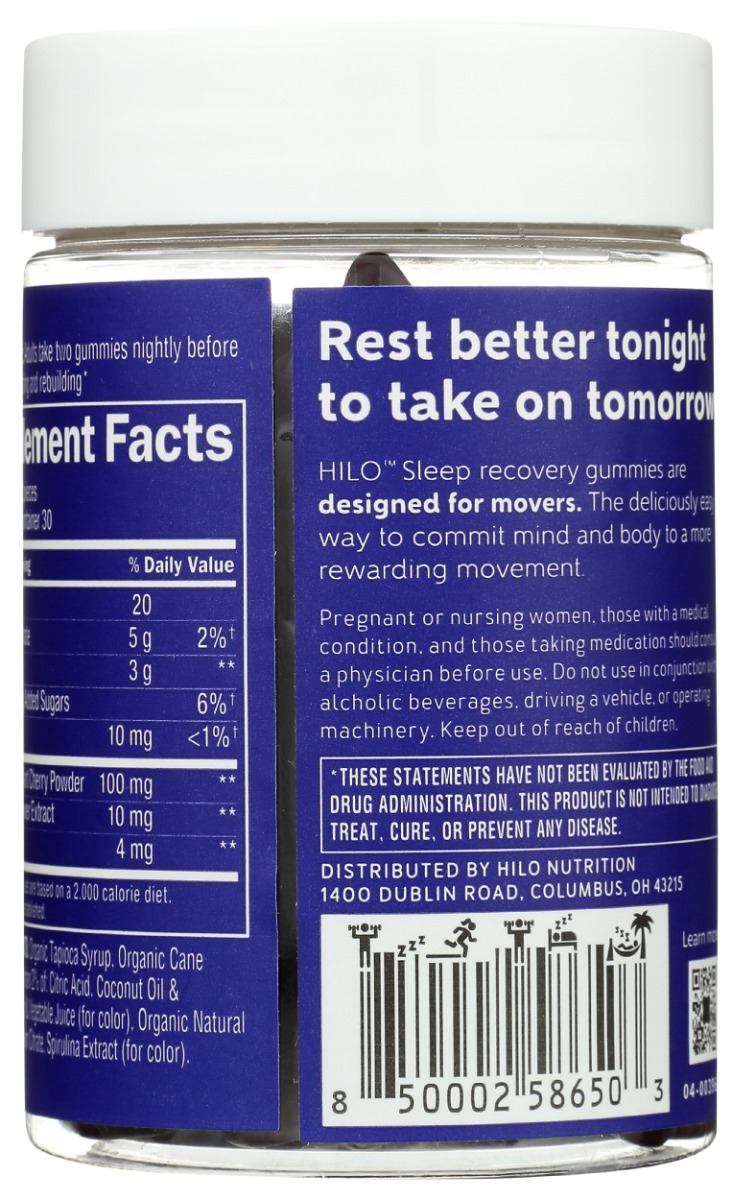 take two gummies nightly before
and rebuilding*
Facts
30
% Daily Value
20
5 g 2%†
3 g **
Sugars 6%†
10 mg <1%†
Cherry Powder 100 mg **
Extract 10 mg **
4 mg **
are based on a 2.000 calorie diet.
Organic Tapioca Syrup. Organic Cane
of: Citric Acid. Coconut Oil &
Vegetable Juice (for color). Organic Natural
Spirulina Extract (for color).
Rest better tonight
to take on tomorrow
HILO™ Sleep recovery gummies are
designed for movers. The deliciously easy
way to commit mind and body to a more
rewarding movement.
Pregnant or nursing women, those with a medical
condition, and those taking medication should
a physician before use. Do not use in conjunction
alcholic beverages, driving a vehicle, or operating
machinery. Keep out of reach of children.
*THESE STATEMENTS HAVE NOT BEEN EVALUATED BY THE FOOD AND
DRUG ADMINISTRATION. THIS PRODUCT IS NOT INTENDED TO
TREAT, CURE, OR PREVENT ANY DISEASE.
DISTRIBUTED BY HILO NUTRITION
1400 DUBLIN ROAD, COLUMBUS, OH 43215
zzz
zzz
zzz
8 50002 58650 3
Learn